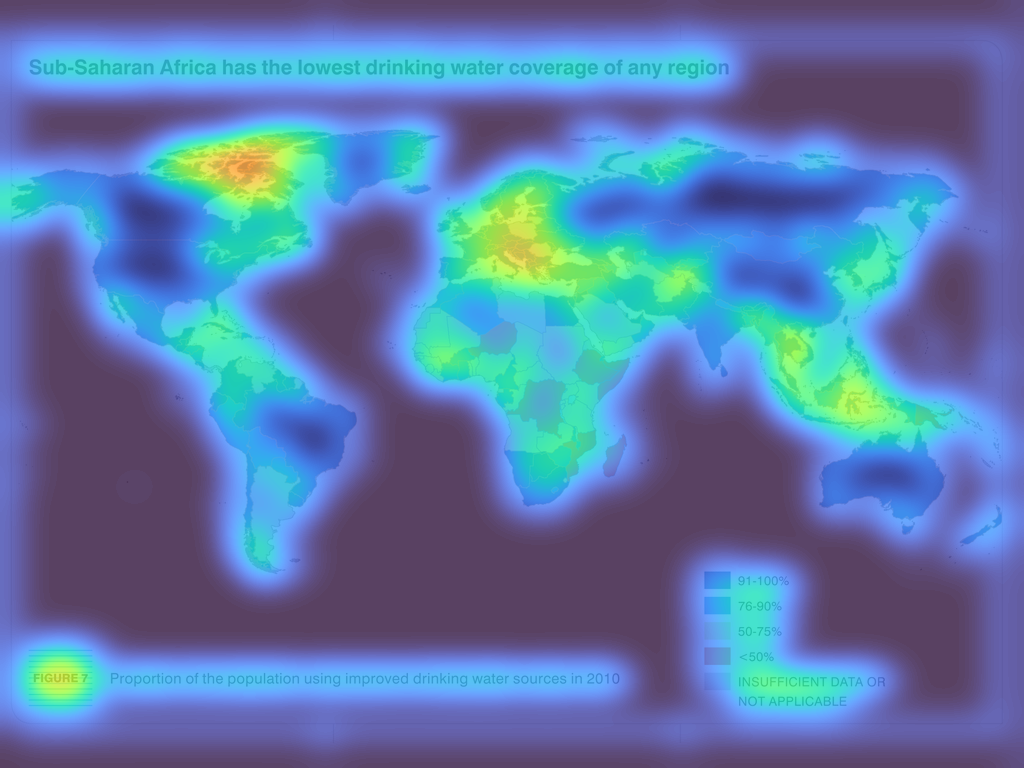 Sub-Saharan Africa has the lowest drinking water coverage of any region
91-100%
76-90%
50-75%
<50%
INSUFFICIENT DATA OR
NOT APPLICABLE
FIGURE 7
Proportion of the population using improved drinking water sources in 2010